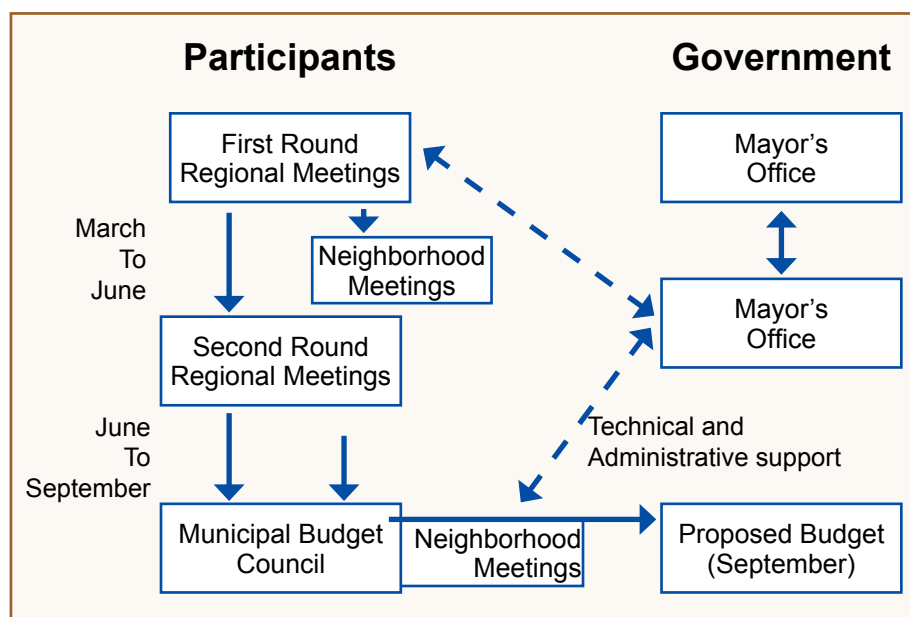 Participants
Government
First Round
Regional Meetings
Mayor's
Office
March
To
June
Neighborhood
Meetings
Mayor's
Office
Second Round
Regional Meetings
June
To
September
Technical and
Administrative support
Municipal Budget
Council
Neighborhood
Meetings
Proposed Budget
(September)